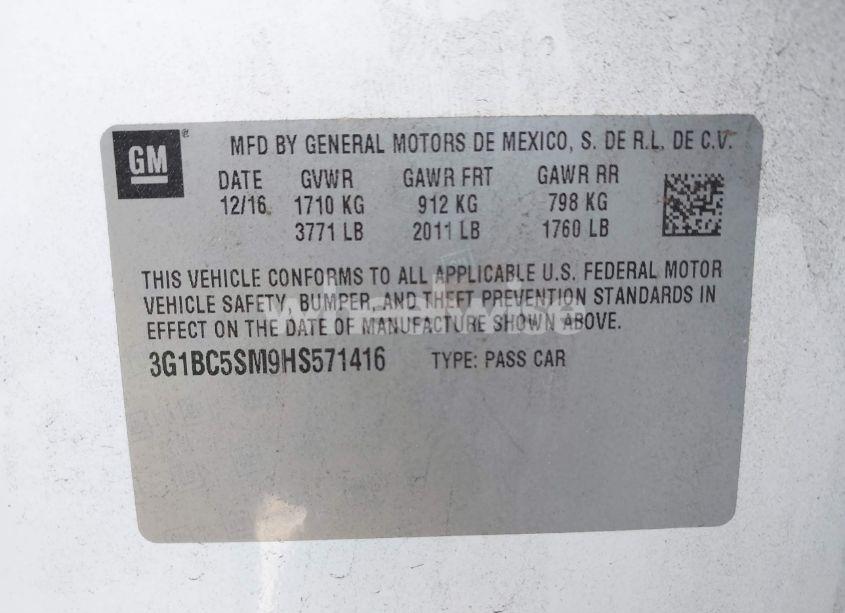 GM
MFD BY GENERAL MOTORS DE MEXICO, S. DE R.L. DE C.V.
DATE GVWR GAWR FRT GAWR RR
12/16 1710 KG 912 KG 798 KG
3771 LB 2011 LB 1760 LB
THIS VEHICLE CONFORMS TO ALL APPLICABLE U.S. FEDERAL MOTOR
VEHICLE SAFETY, BUMPER, AND THEFT PREVENTION STANDARDS IN
EFFECT ON THE DATE OF MANUFACTURE SHOWN ABOVE.
3G1BC5SM9HS571416 TYPE: PASS CAR